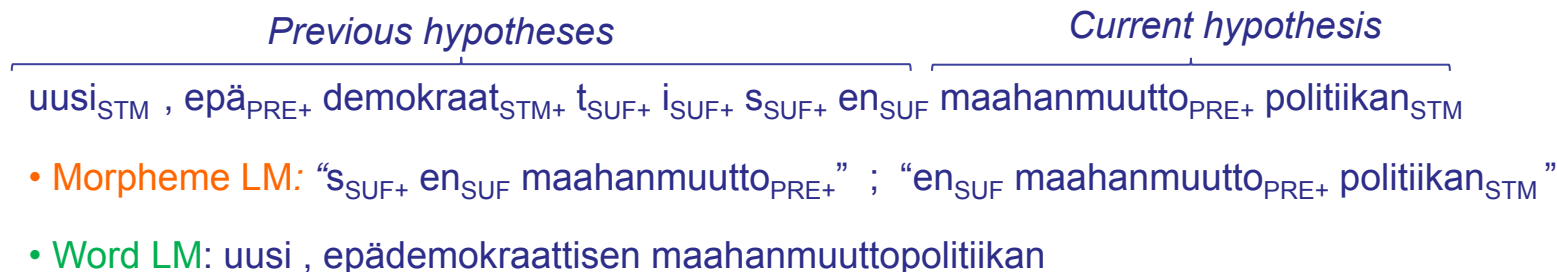 Previous hypotheses Current hypothesis
uusiSTM , epäPRE+ demokraatSTM+ tSUF+ iSUF+ sSUF+ enSUF maahanmuuttoPRE+ politiikanSTM
• Morpheme LM: “sSUF+ enSUF maahanmuuttoPRE+” ; “enSUF maahanmuuttoPRE+ politiikanSTM ”
• Word LM: uusi , epädemokraattisen maahanmuuttopolitiikan